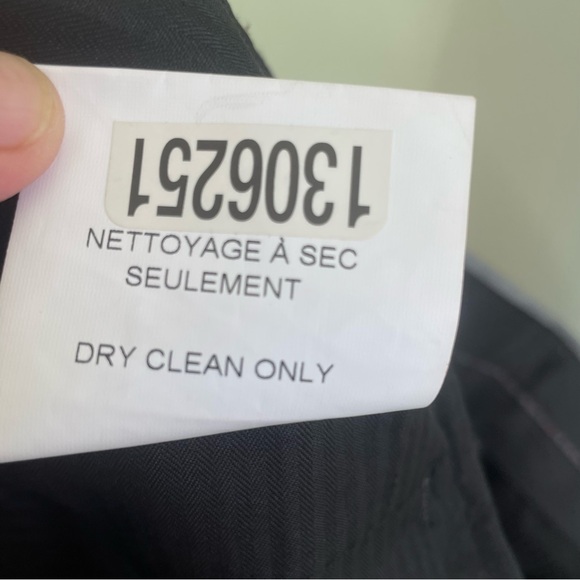 1306251
NETTOYAGE À SEC
SEULEMENT
DRY CLEAN ONLY